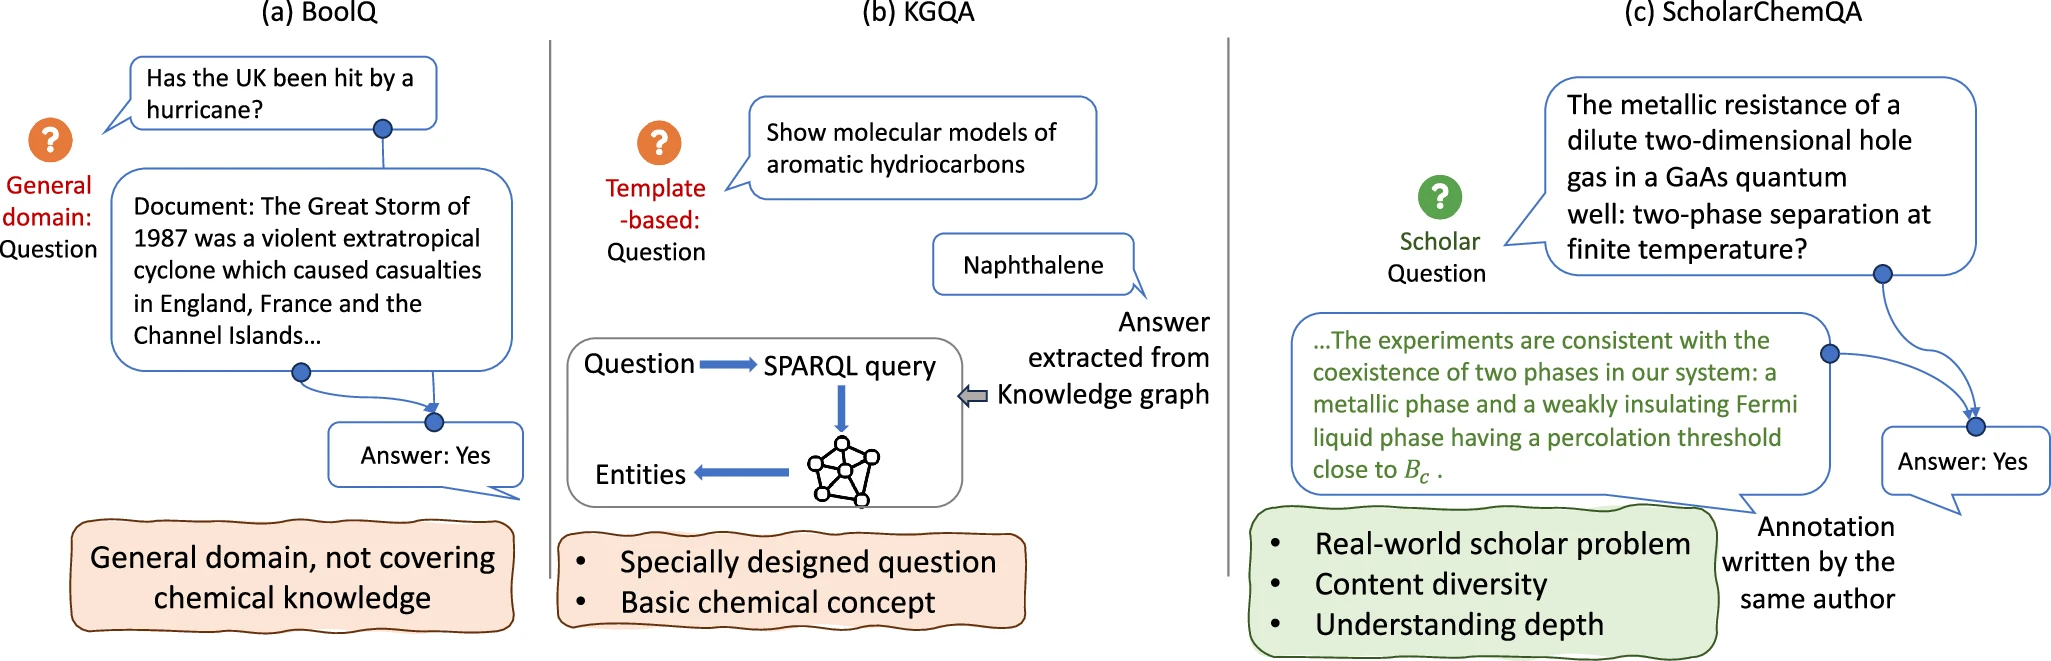 (a) BoolQ
Has the UK been hit by a
hurricane?
?
General
domain:
Question
Document: The Great Storm of
1987 was a violent extratropical
cyclone which caused casualties
in England, France and the
Channel Islands...
Answer: Yes
General domain, not covering
chemical knowledge
(b) KGQA
?
Template
-based:
Question
Show molecular models of
aromatic hydriocarbons
Naphthalene
Answer
extracted from
Knowledge graph
Question
SPARQL query
Entities
• Specially designed question
• Basic chemical concept
(c) ScholarChemQA
The metallic resistance of a
dilute two-dimensional hole
gas in a GaAs quantum
well: two-phase separation at
finite temperature?
?
Scholar
Question
...The experiments are consistent with the
coexistence of two phases in our system: a
metallic phase and a weakly insulating Fermi
liquid phase having a percolation threshold
close to B_c .
Answer: Yes
Annotation
written by the
same author
• Real-world scholar problem
• Content diversity
• Understanding depth